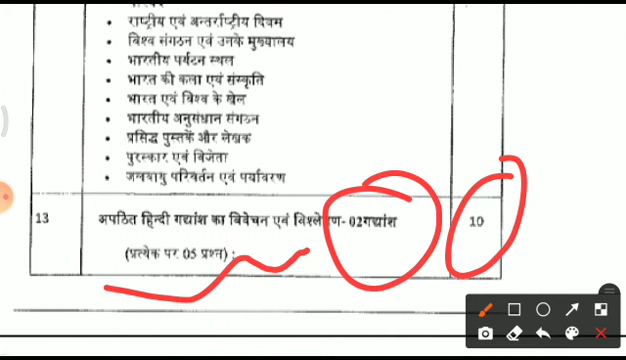 राष्ट्रीय एवं अन्तर्राष्ट्रीय दिवस
विश्व संगठन एवं उनके मुख्यालय
भारतीय पर्यटन स्थल
भारत की कला एवं संस्कृति
भारत एवं विश्व के खेल
भारतीय अनुसंधान संगठन
प्रसिद्ध पुस्तकें और लेखक
पुरस्कार एवं विजेता
जलवायु परिवर्तन एवं पर्यावरण
13 अपठित हिन्दी गद्यांश का विवेचन एवं विश्लेषण- 02गद्यांश 10
(प्रत्येक पर 05 प्रश्न) :